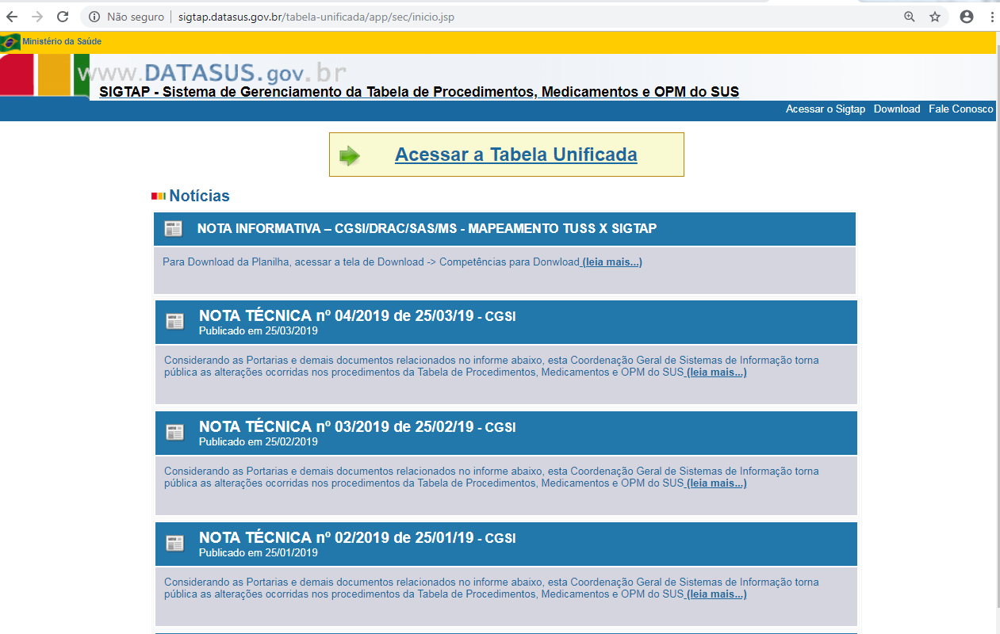 Não seguro
sigtap.datasus.gov.br/tabela-unificada/app/sec/inicio.jsp
Ministério da Saúde
www.DATASUS.gov.br
SIGTAP - Sistema de Gerenciamento da Tabela de Procedimentos, Medicamentos e OPM do SUS
Acessar o Sigtap Download Fale Conosco
Acessar a Tabela Unificada
Notícias
NOTA INFORMATIVA – CGSI/DRAC/SAS/MS - MAPEAMENTO TUSS X SIGTAP
Para Download da Planilha, acessar a tela de Download -> Competências para Donwload (leia mais...)
NOTA TÉCNICA nº 04/2019 de 25/03/19 - CGSI
Publicado em 25/03/2019
Considerando as Portarias e demais documentos relacionados no informe abaixo, esta Coordenação Geral de Sistemas de Informação torna
pública as alterações ocorridas nos procedimentos da Tabela de Procedimentos, Medicamentos e OPM do SUS (leia mais...)
NOTA TÉCNICA nº 03/2019 de 25/02/19 - CGSI
Publicado em 25/02/2019
Considerando as Portarias e demais documentos relacionados no informe abaixo, esta Coordenação Geral de Sistemas de Informação torna
pública as alterações ocorridas nos procedimentos da Tabela de Procedimentos, Medicamentos e OPM do SUS (leia mais...)
NOTA TÉCNICA nº 02/2019 de 25/01/19 - CGSI
Publicado em 25/01/2019
Considerando as Portarias e demais documentos relacionados no informe abaixo, esta Coordenação Geral de Sistemas de Informação torna
pública as alterações ocorridas nos procedimentos da Tabela de Procedimentos, Medicamentos e OPM do SUS (leia mais...)